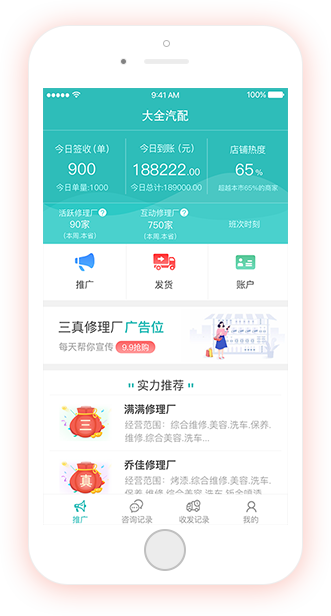 9:41 AM 100%
大全汽配
今日签收(单) 今日到账(元) 店铺热度
900 188222.00 65%
今日单量:1000 今日总计:189000.00 超越本市65%的商家
活跃修理厂? 互动修理厂?
90家 750家 班次时刻
(本周.本省) (本周.本省)
推广 发货 账户
三真修理厂 广告位
每天帮你宣传 9.9抢购
实力推荐
满满修理厂
三
经营范围：综合维修.美容.洗车.保养.
维修.综合美容.洗车...
乔佳修理厂
真
经营范围：烤漆.综合维修.美容.洗车.
保养.维修.综合美容.洗车.钣金喷漆
推广 咨询记录 收发记录 我的